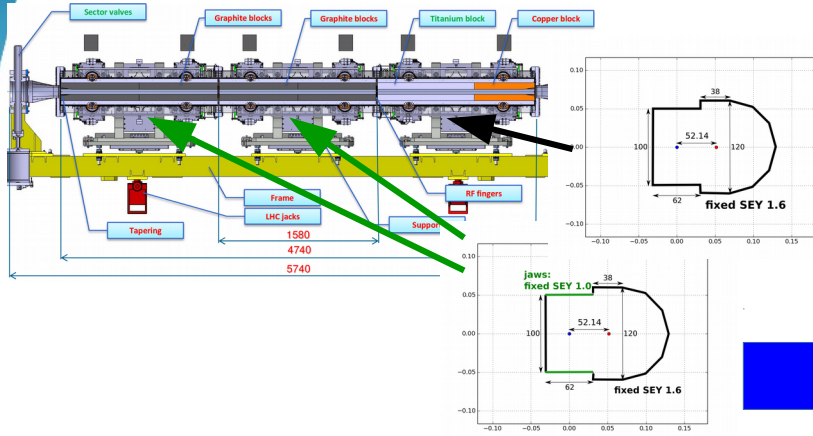 Sector valves
Graphite blocks
Graphite blocks
Titanium block
Copper block
RF fingers
Frame
LHC jacks
Tapering
Suppor
1580
4740
5740
0.10
0.05
0.00
−0.05
−0.10
−0.10
−0.05
0.00
0.05
0.10
0.15
38
52.14
100
120
62
fixed SEY 1.6
0.10
jaws:
fixed SEY 1.0
0.05
0.00
−0.05
−0.10
−0.10
−0.05
0.00
0.05
0.10
0.15
38
52.14
100
120
62
fixed SEY 1.6